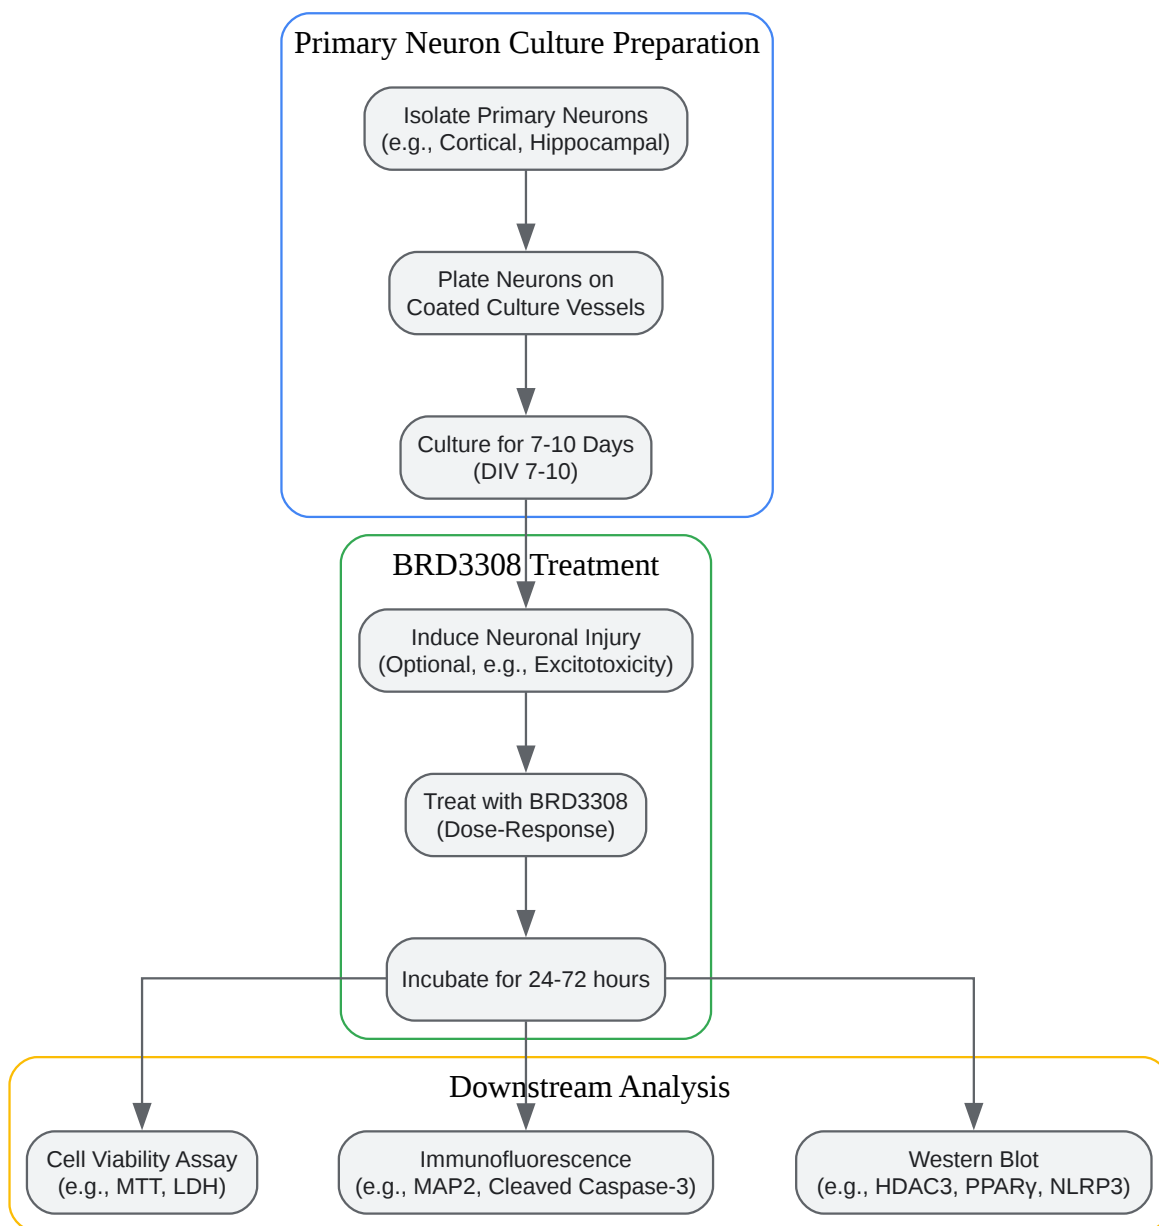 Primary Neuron Culture Preparation
Isolate Primary Neurons
(e.g., Cortical, Hippocampal)
Plate Neurons on
Coated Culture Vessels
Culture for 7-10 Days
(DIV 7-10)
BRD3308 Treatment
Induce Neuronal Injury
(Optional, e.g., Excitotoxicity)
Treat with BRD3308
(Dose-Response)
Incubate for 24-72 hours
Downstream Analysis
Cell Viability Assay
(e.g., MTT, LDH)
Immunofluorescence
(e.g., MAP2, Cleaved Caspase-3)
Western Blot
(e.g., HDAC3, PPARγ, NLRP3)